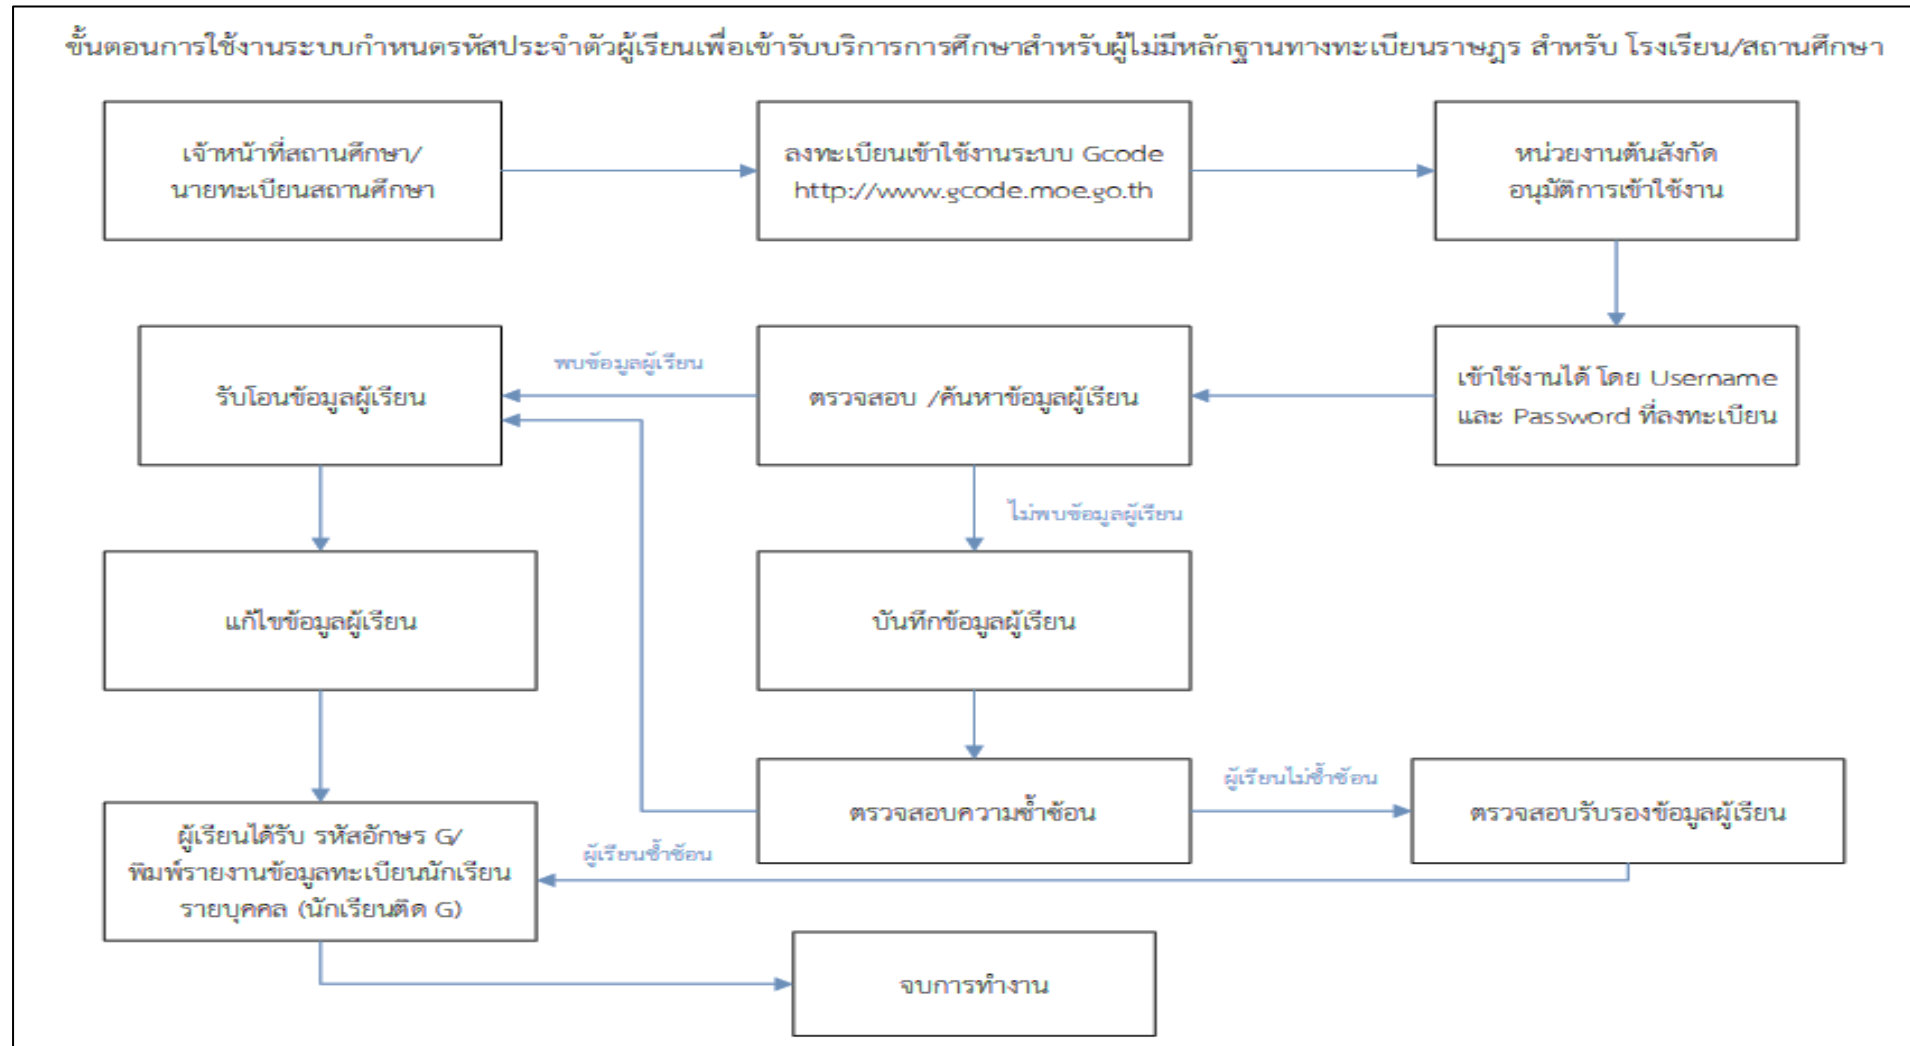 ขั้นตอนการใช้งานระบบกำหนดรหัสประจำตัวผู้เรียนเพื่อเข้ารับบริการการศึกษาสำหรับผู้ไม่มีหลักฐานทางทะเบียนราษฎร สำหรับ โรงเรียน/สถานศึกษา
เจ้าหน้าที่สถานศึกษา/
นายทะเบียนสถานศึกษา
ลงทะเบียนเข้าใช้งานระบบ Gcode
http://www.gcode.moe.go.th
หน่วยงานต้นสังกัด
อนุมัติการเข้าใช้งาน
เข้าใช้งานได้ โดย Username
และ Password ที่ลงทะเบียน
ตรวจสอบ /ค้นหาข้อมูลผู้เรียน
พบข้อมูลผู้เรียน
รับโอนข้อมูลผู้เรียน
ไม่พบข้อมูลผู้เรียน
แก้ไขข้อมูลผู้เรียน
บันทึกข้อมูลผู้เรียน
ตรวจสอบความซ้ำซ้อน
ผู้เรียนไม่ซ้ำซ้อน
ตรวจสอบรับรองข้อมูลผู้เรียน
ผู้เรียนซ้ำซ้อน
ผู้เรียนได้รับ รหัสอักษร G/
พิมพ์รายงานข้อมูลทะเบียนนักเรียน
รายบุคคล (นักเรียนติด G)
จบการทำงาน